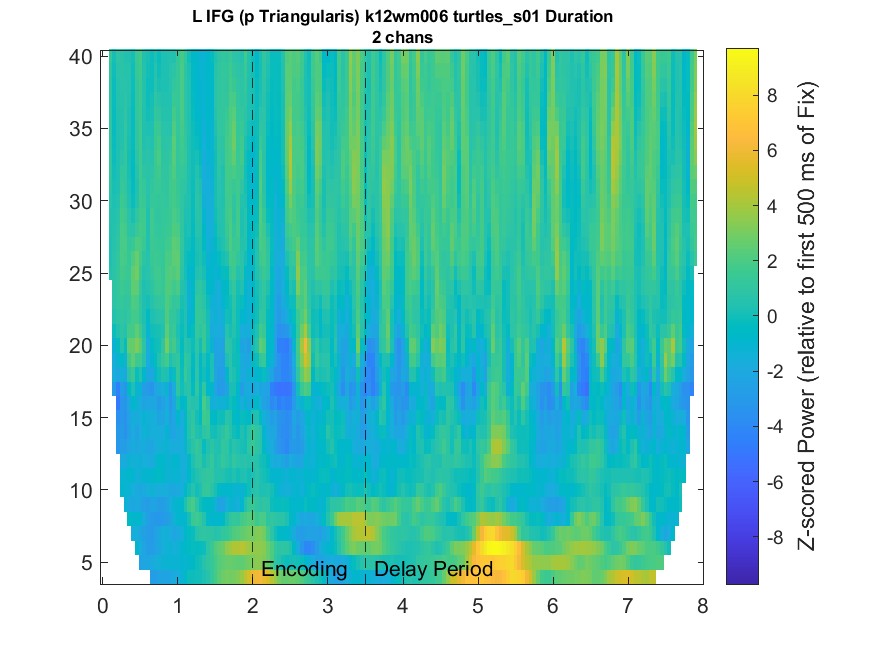 L IFG (p Triangularis) k12wm006 turtles_s01 Duration
2 chans
40
35
30
25
20
15
10
5
Encoding
Delay Period
0 1 2 3 4 5 6 7 8
8
6
4
2
0
-2
-4
-6
-8
Z-scored Power (relative to first 500 ms of Fix)